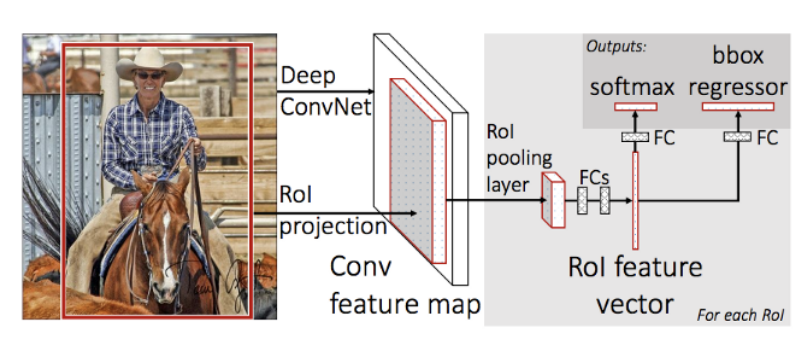 Deep
ConvNet
RoI
projection
Conv
feature map
RoI
pooling
layer
FCs
RoI feature
vector
For each RoI
Outputs:
softmax
bbox
regressor
FC
FC